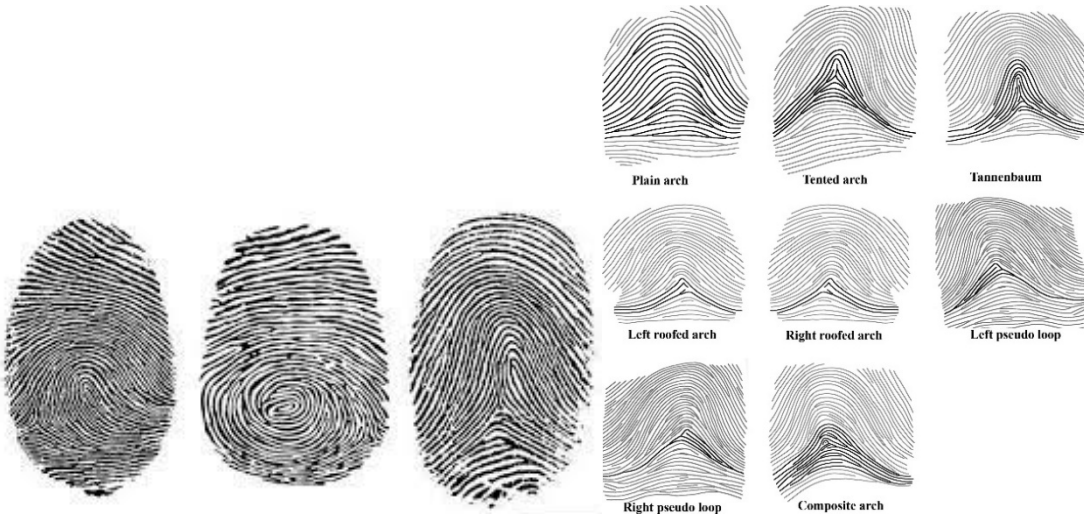 Plain arch
Tented arch
Tannenbaum
Left roofed arch
Right roofed arch
Left pseudo loop
Right pseudo loop
Composite arch